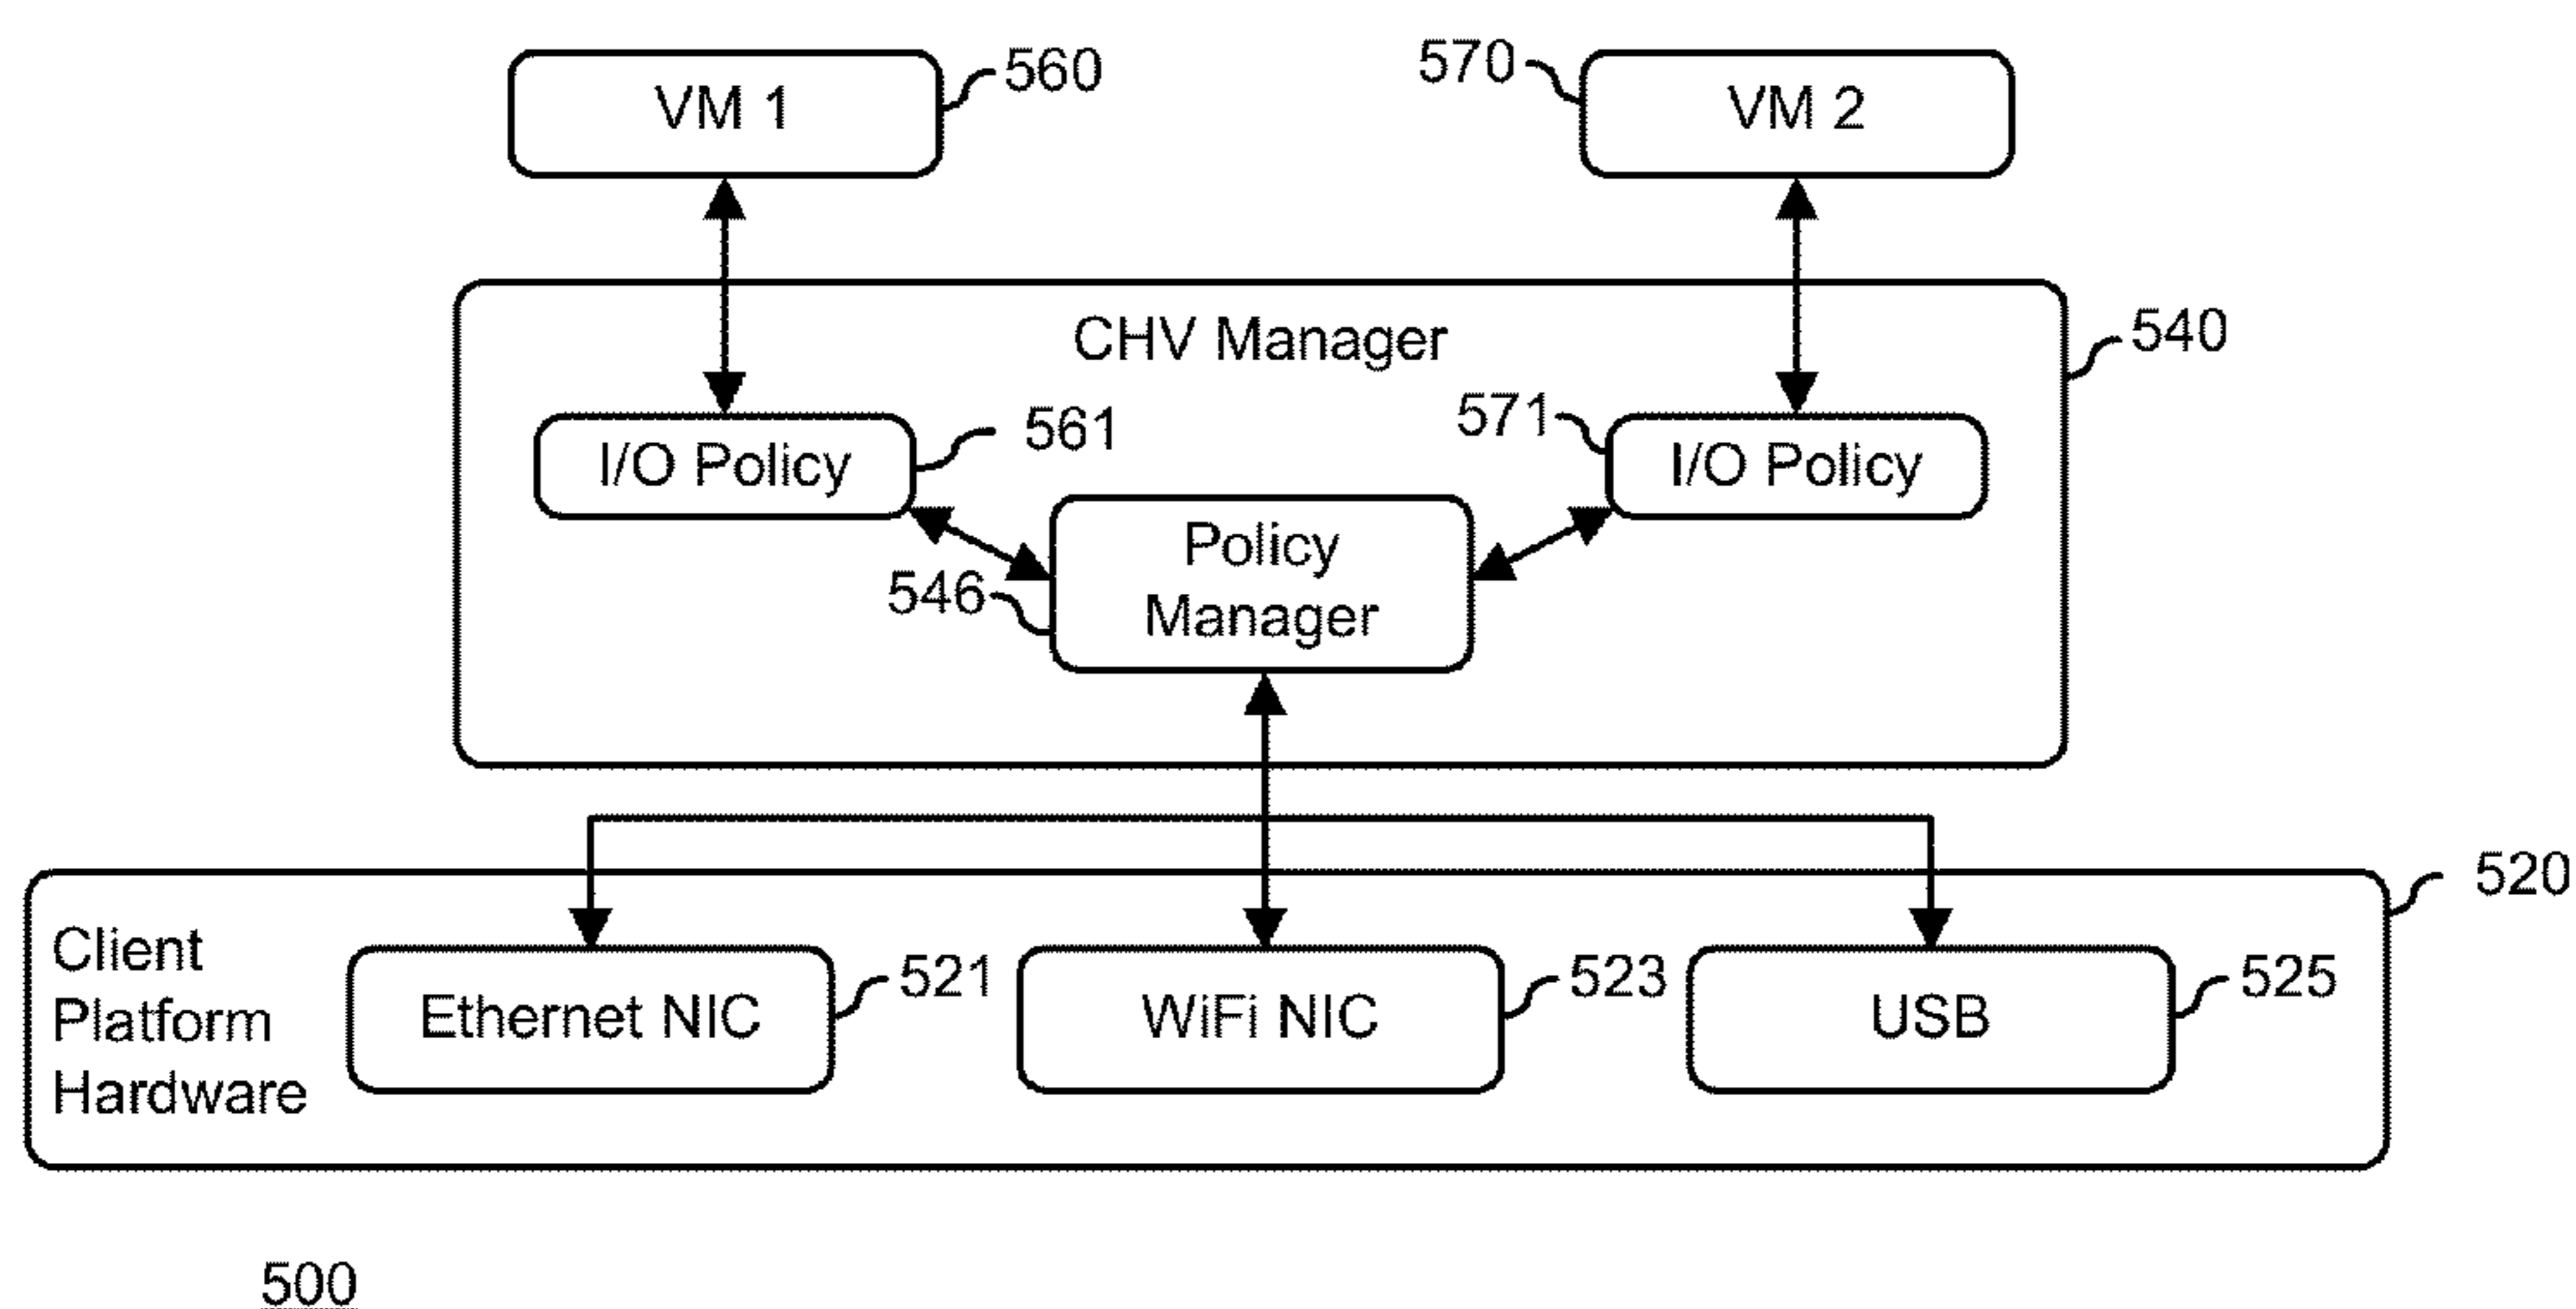 VM 1
560
570
VM 2
CHV Manager
540
I/O Policy
561
571
I/O Policy
Policy
Manager
546
520
Client
Platform
Hardware
Ethernet NIC
521
WiFi NIC
523
USB
525
500